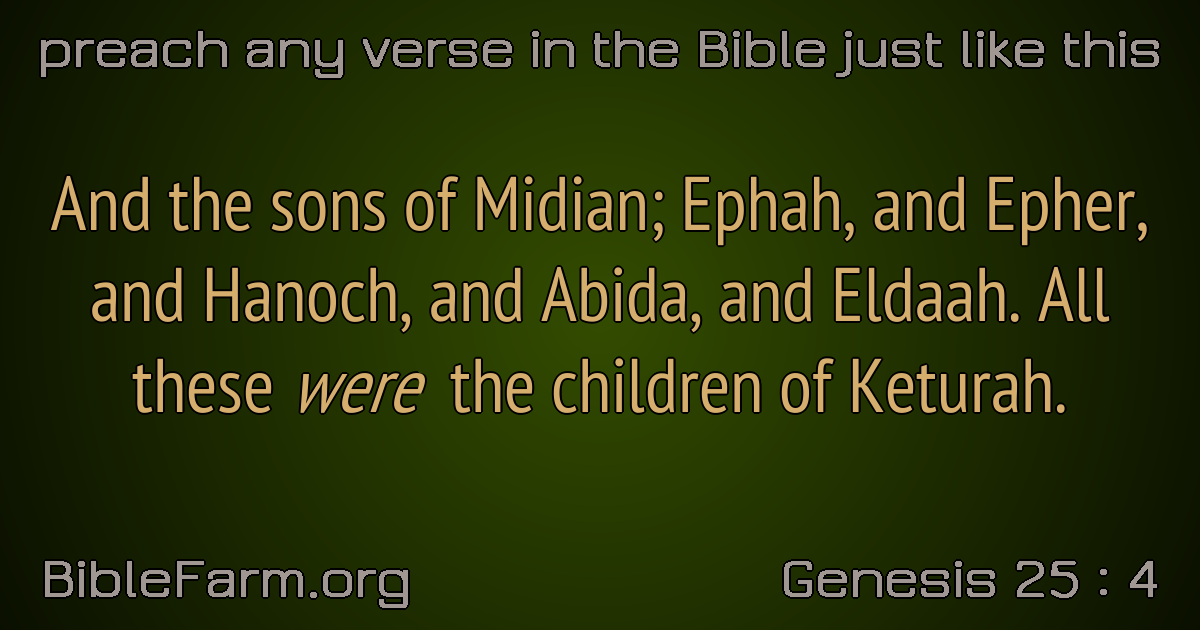 preach any verse in the Bible just like this
And the sons of Midian; Ephah, and Epher,
and Hanoch, and Abida, and Eldaah. All
these were the children of Keturah.
BibleFarm.org
Genesis 25 : 4